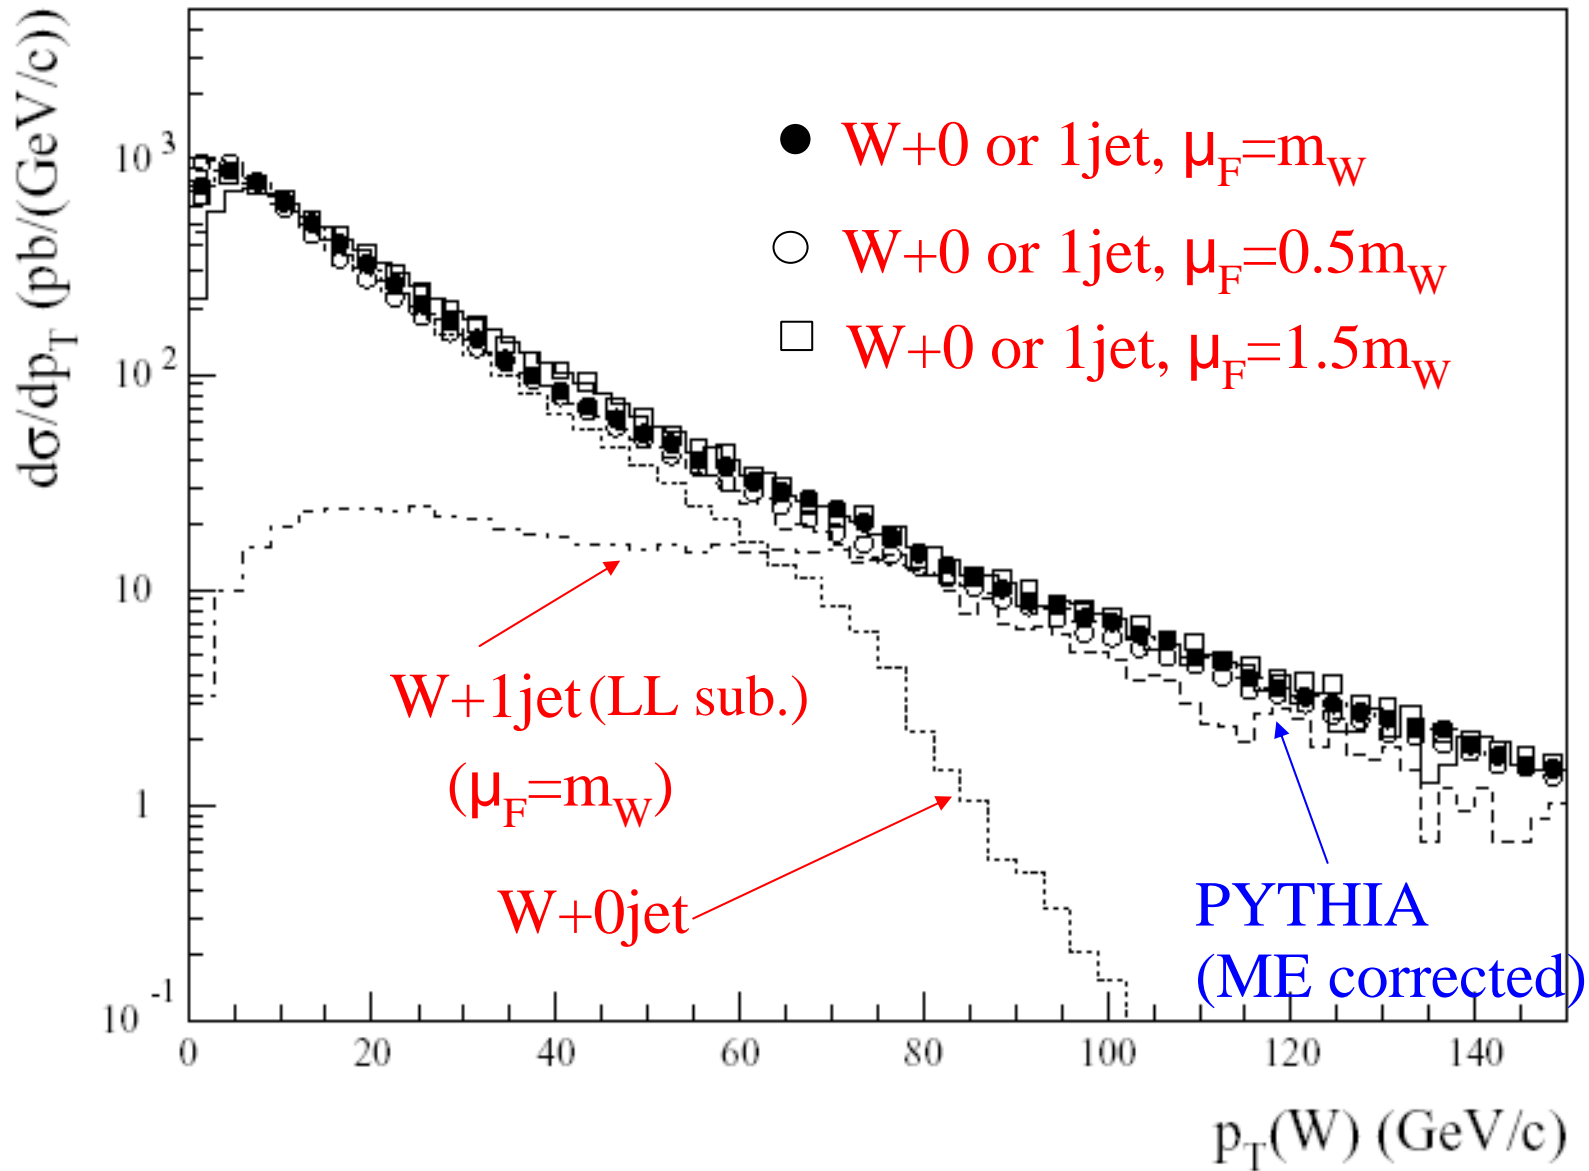 dσ/dp_T (pb/(GeV/c))
10^3
10^2
10
1
10^-1
W+0 or 1jet, μ_F=m_W
W+0 or 1jet, μ_F=0.5m_W
W+0 or 1jet, μ_F=1.5m_W
W+1jet (LL sub.)
(μ_F=m_W)
W+0jet
PYTHIA
(ME corrected)
0 20 40 60 80 100 120 140
p_T(W) (GeV/c)